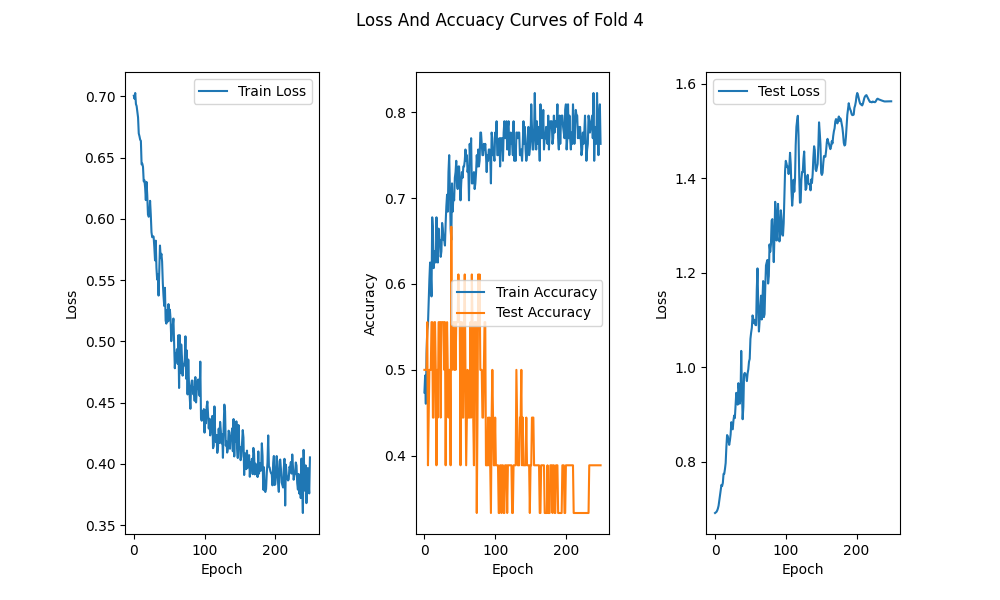 Loss And Accuacy Curves of Fold 4
Loss
0.70
0.65
0.60
0.55
0.50
0.45
0.40
0.35
Train Loss
0
100
200
Epoch
Accuracy
0.8
0.7
0.6
0.5
0.4
Train Accuracy
Test Accuracy
0
100
200
Epoch
Loss
1.6
1.4
1.2
1.0
0.8
Test Loss
0
100
200
Epoch